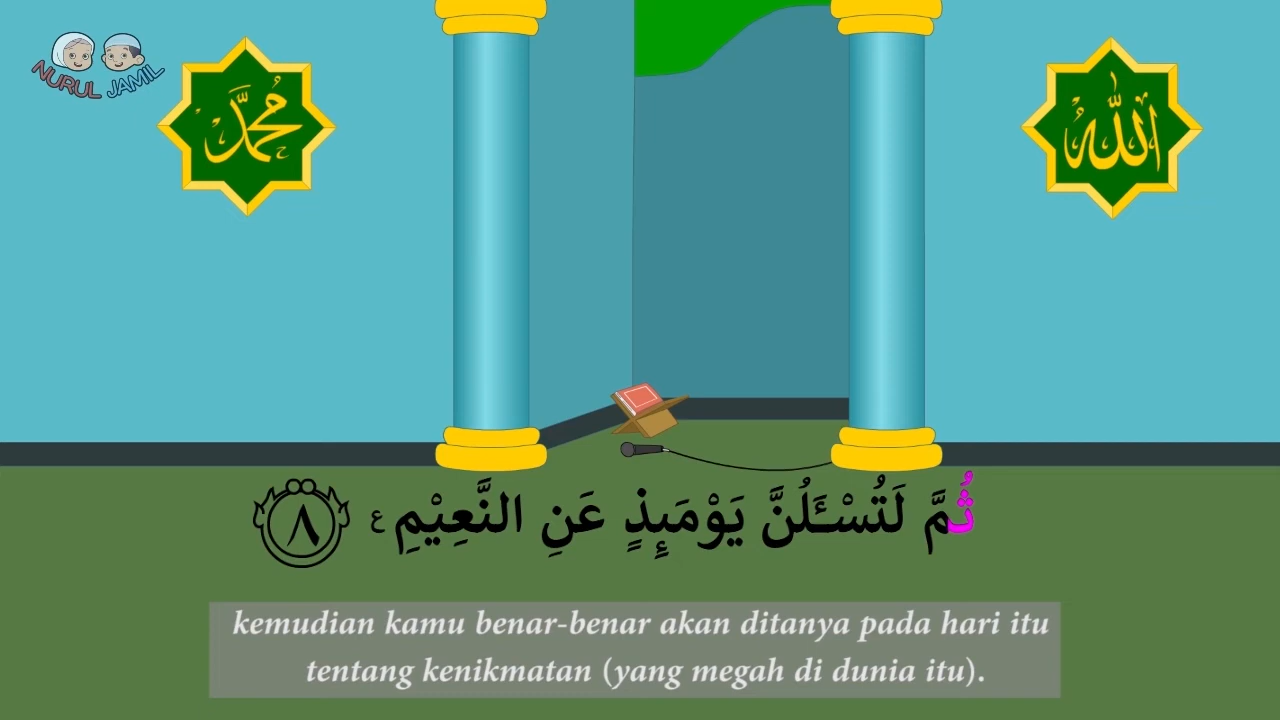 NURUL JAMIL
محمد
الله
ثُمَّ لَتُسْـَٔلُنَّ يَوْمَىِٕذٍ عَنِ النَّعِيْمِ ࣖ ٨
kemudian kamu benar-benar akan ditanya pada hari itu
tentang kenikmatan (yang megah di dunia itu).